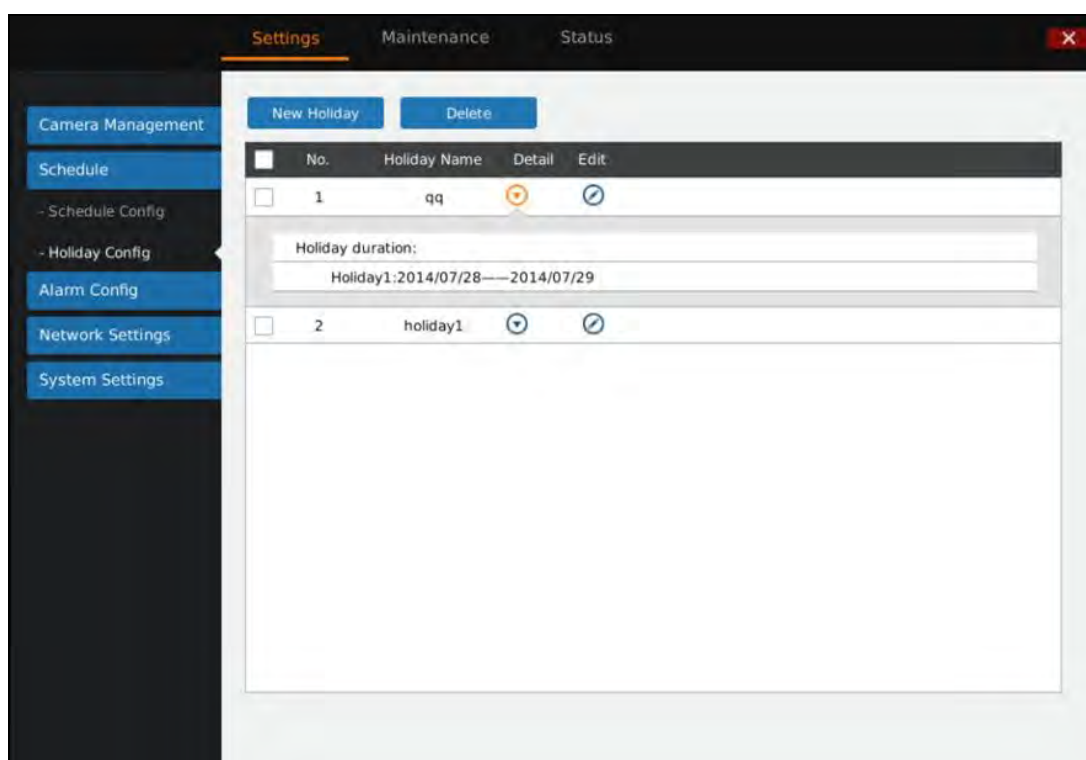 Settings Maintenance Status
Camera Management
Schedule
- Schedule Config
- Holiday Config
Alarm Config
Network Settings
System Settings
New Holiday Delete
No. Holiday Name Detail Edit
1 qq
Holiday duration:
Holiday1:2014/07/28——2014/07/29
2 holiday1